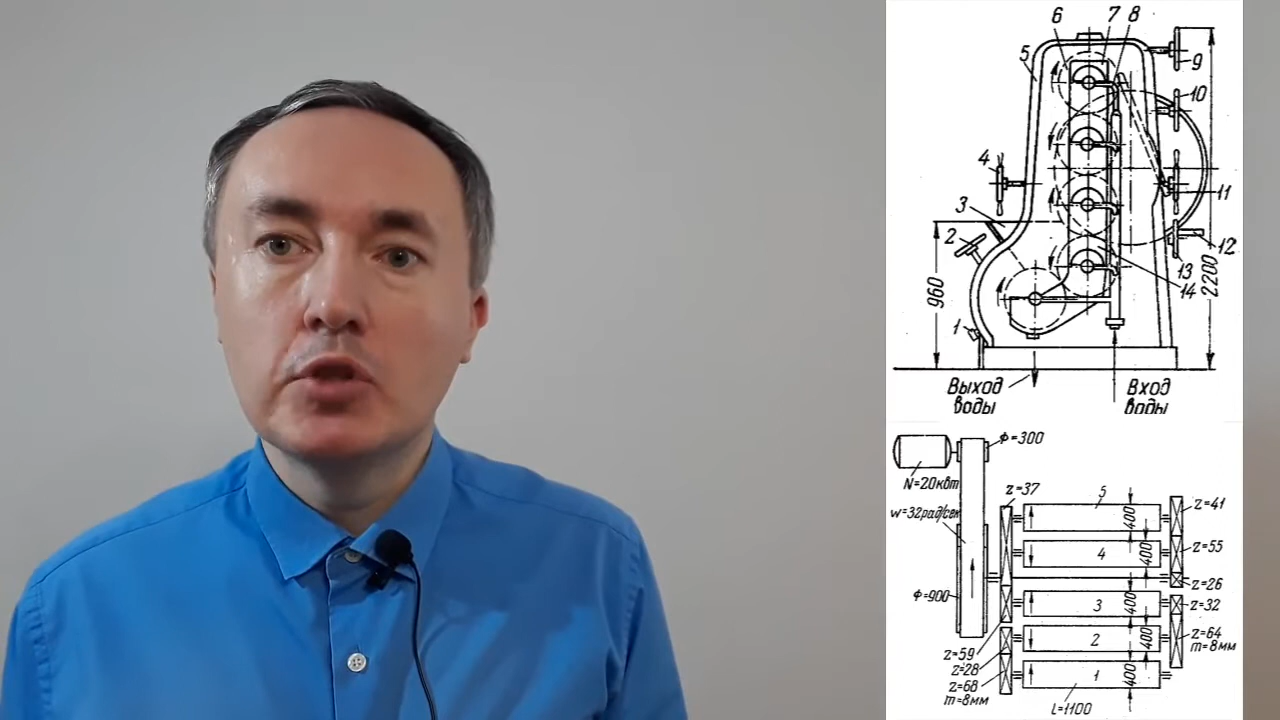 6 7 8
5
9
10
4
11
3
2
12
13
14
960
2200
1
Выход
воды
Вход
воды
ф=300
N=20квт
z=37
5
z=41
w=32рад/сек
400
4
400
z=55
z=26
ф=900
3
400
z=32
2
400
z=64
m=8мм
z=59
z=28
1
400
z=68
m=8мм
l=1100